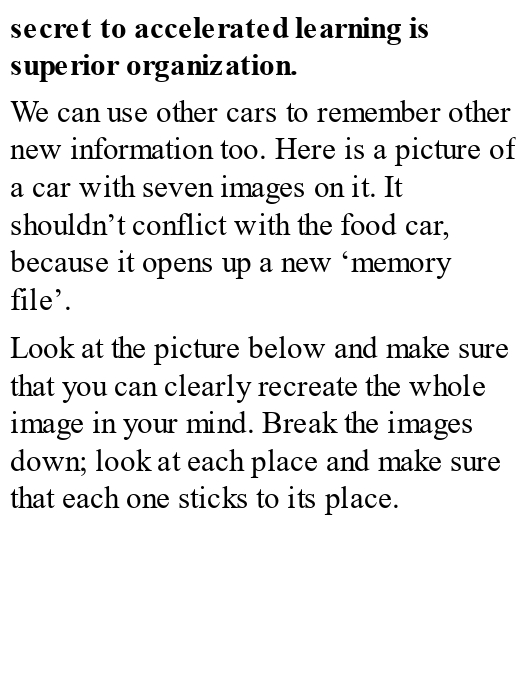 secret to accelerated learning is
superior organization.
We can use other cars to remember other
new information too. Here is a picture of
a car with seven images on it. It
shouldn’t conflict with the food car,
because it opens up a new ‘memory
file’.
Look at the picture below and make sure
that you can clearly recreate the whole
image in your mind. Break the images
down; look at each place and make sure
that each one sticks to its place.